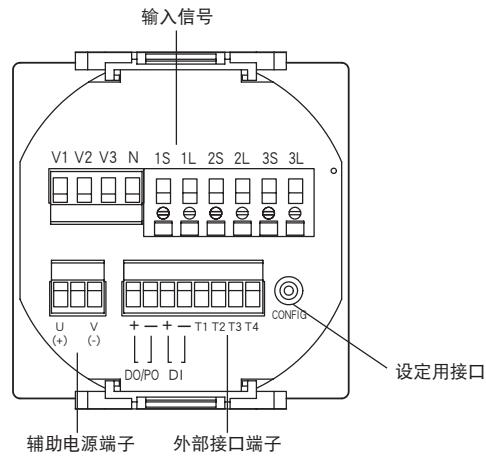 输入信号
V1 V2 V3 N 1S 1L 2S 2L 3S 3L
U V + − + − T1 T2 T3 T4 CONFIG
(+) (-)
DO/PO DI
设定用接口
辅助电源端子 外部接口端子